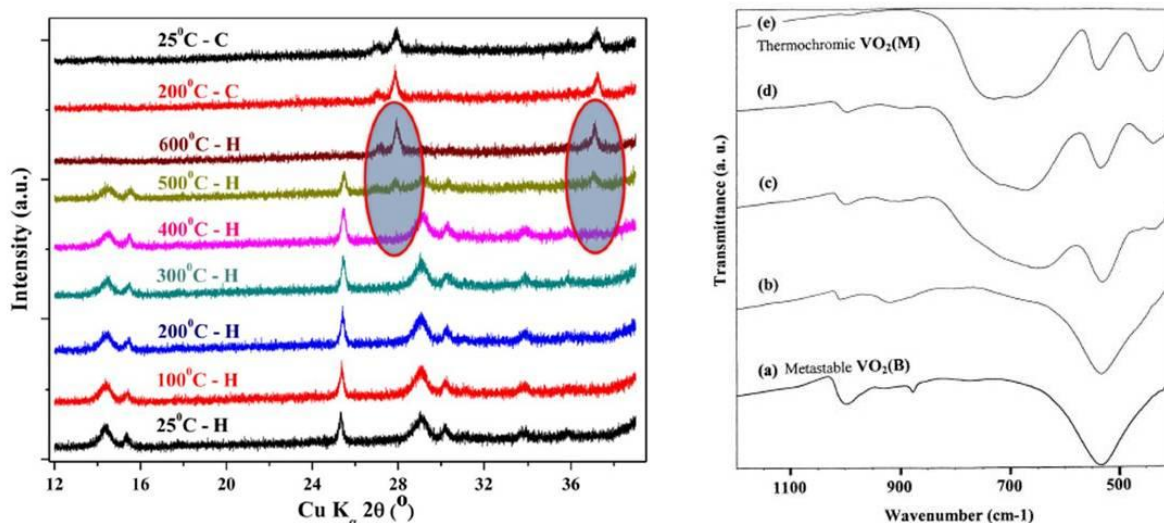 25⁰C - C
200⁰C - C
600⁰C - H
500⁰C - H
400⁰C - H
300⁰C - H
200⁰C - H
100⁰C - H
25⁰C - H
Intensity (a.u.)
12 16 20 24 28 32 36
Cu Kα 2θ (⁰)
(e)
Thermochromic VO₂(M)
(d)
(c)
(b)
(a) Metastable VO₂(B)
Transmittance (a. u.)
1100 900 700 500
Wavenumber (cm-1)